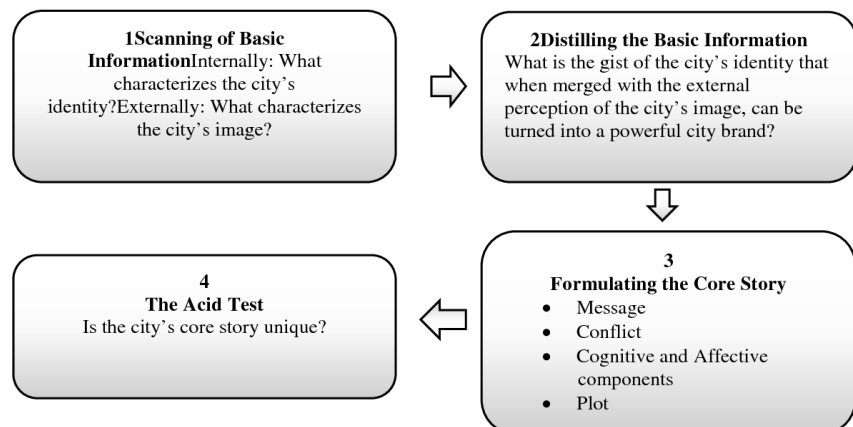 1Scanning of Basic
InformationInternally: What
characterizes the city’s
identity?Externally: What characterizes
the city’s image?
2Distilling the Basic Information
What is the gist of the city’s identity that
when merged with the external
perception of the city’s image, can be
turned into a powerful city brand?
3
Formulating the Core Story
• Message
• Conflict
• Cognitive and Affective
components
• Plot
4
The Acid Test
Is the city’s core story unique?